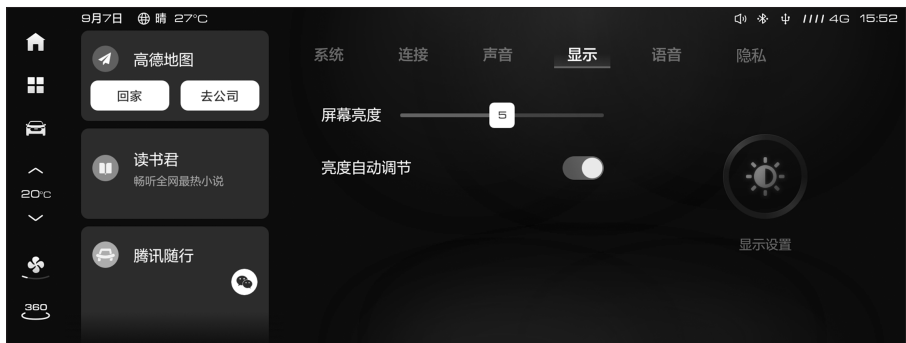 9月7日 晴 27°C
4G 15:52
高德地图
回家 去公司
读书君
畅听全网最热小说
腾讯随行
20°C
360
系统 连接 声音 显示 语音 隐私
屏幕亮度 5
亮度自动调节
显示设置